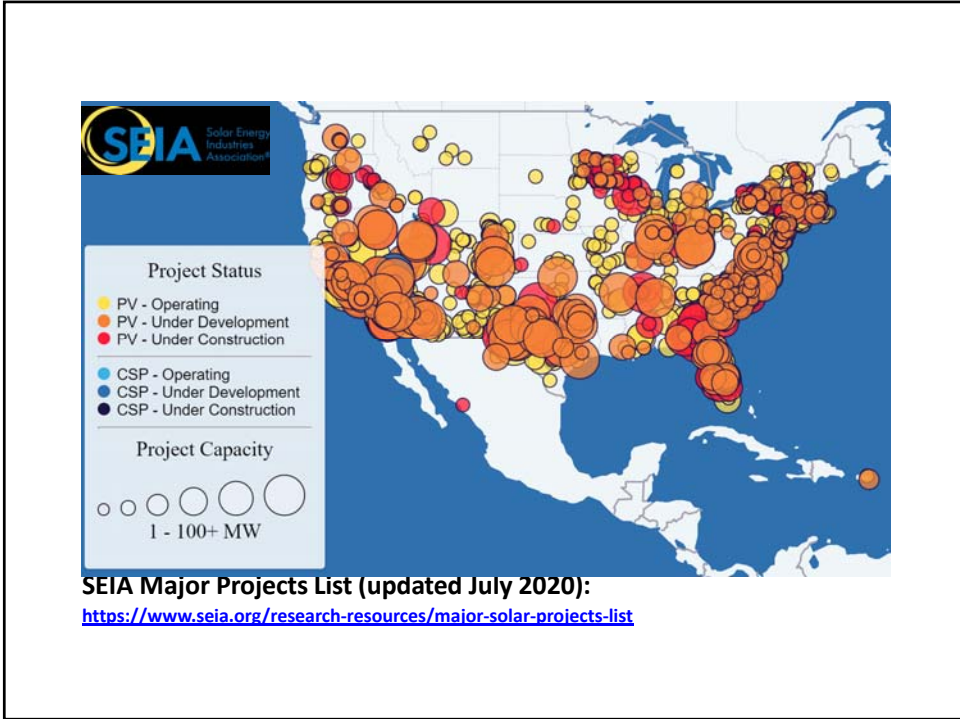 SEIA
Solar Energy
Industries
Association®
Project Status
PV - Operating
PV - Under Development
PV - Under Construction
CSP - Operating
CSP - Under Development
CSP - Under Construction
Project Capacity
1 - 100+ MW
SEIA Major Projects List (updated July 2020):
https://www.seia.org/research-resources/major-solar-projects-list